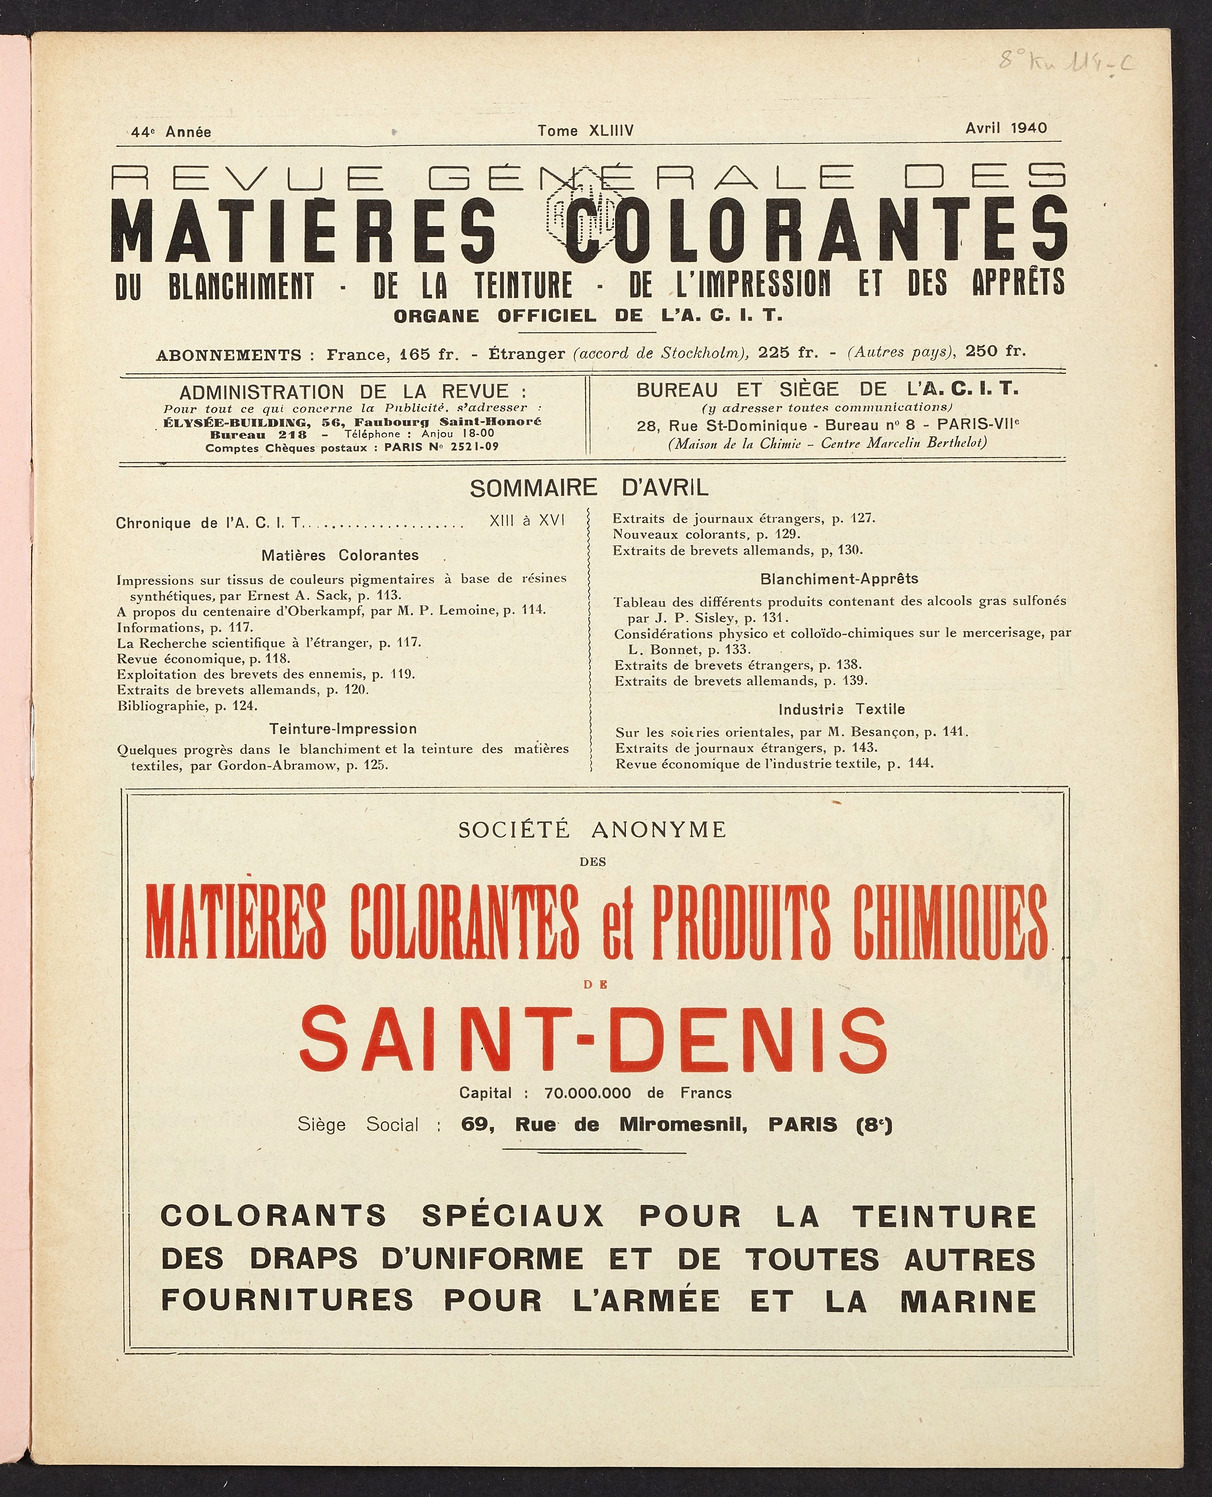 8° Ku 114-C
44e Année Tome XLIIIV Avril 1940
REVUE GÉNÉRALE DES
MATIÈRES COLORANTES
DU BLANCHIMENT - DE LA TEINTURE - DE L'IMPRESSION ET DES APPRÊTS
ORGANE OFFICIEL DE L'A. C. I. T.
ABONNEMENTS : France, 165 fr. - Étranger (accord de Stockholm), 225 fr. - (Autres pays), 250 fr.
ADMINISTRATION DE LA REVUE :
Pour tout ce qui concerne la Publicité, s'adresser :
ÉLYSÉE-BUILDING, 56, Faubourg Saint-Honoré
Bureau 218 - Téléphone : Anjou 18-00
Comptes Chèques postaux : PARIS No 2521-09
BUREAU ET SIÈGE DE L'A. C. I. T.
(y adresser toutes communications)
28, Rue St-Dominique - Bureau no 8 - PARIS-VIIe
(Maison de la Chimie - Centre Marcelin Berthelot)
SOMMAIRE D'AVRIL
Chronique de l'A. C. I. T...................... XIII à XVI
Matières Colorantes
Impressions sur tissus de couleurs pigmentaires à base de résines
synthétiques, par Ernest A. Sack, p. 113.
A propos du centenaire d'Oberkampf, par M. P. Lemoine, p. 114.
Informations, p. 117.
La Recherche scientifique à l'étranger, p. 117.
Revue économique, p. 118.
Exploitation des brevets des ennemis, p. 119.
Extraits de brevets allemands, p. 120.
Bibliographie, p. 124.
Teinture-Impression
Quelques progrès dans le blanchiment et la teinture des matières
textiles, par Gordon-Abramow, p. 125.
Extraits de journaux étrangers, p. 127.
Nouveaux colorants, p. 129.
Extraits de brevets allemands, p, 130.
Blanchiment-Apprêts
Tableau des différents produits contenant des alcools gras sulfonés
par J. P. Sisley, p. 131.
Considérations physico et colloïdo-chimiques sur le mercerisage, par
L. Bonnet, p. 133.
Extraits de brevets étrangers, p. 138.
Extraits de brevets allemands, p. 139.
Industrie Textile
Sur les soieries orientales, par M. Besançon, p. 141.
Extraits de journaux étrangers, p. 143.
Revue économique de l'industrie textile, p. 144.
SOCIÉTÉ ANONYME
DES
MATIÈRES COLORANTES et PRODUITS CHIMIQUES
DE
SAINT-DENIS
Capital : 70.000.000 de Francs
Siège Social : 69, Rue de Miromesnil, PARIS (8e)
COLORANTS SPÉCIAUX POUR LA TEINTURE
DES DRAPS D'UNIFORME ET DE TOUTES AUTRES
FOURNITURES POUR L'ARMÉE ET LA MARINE